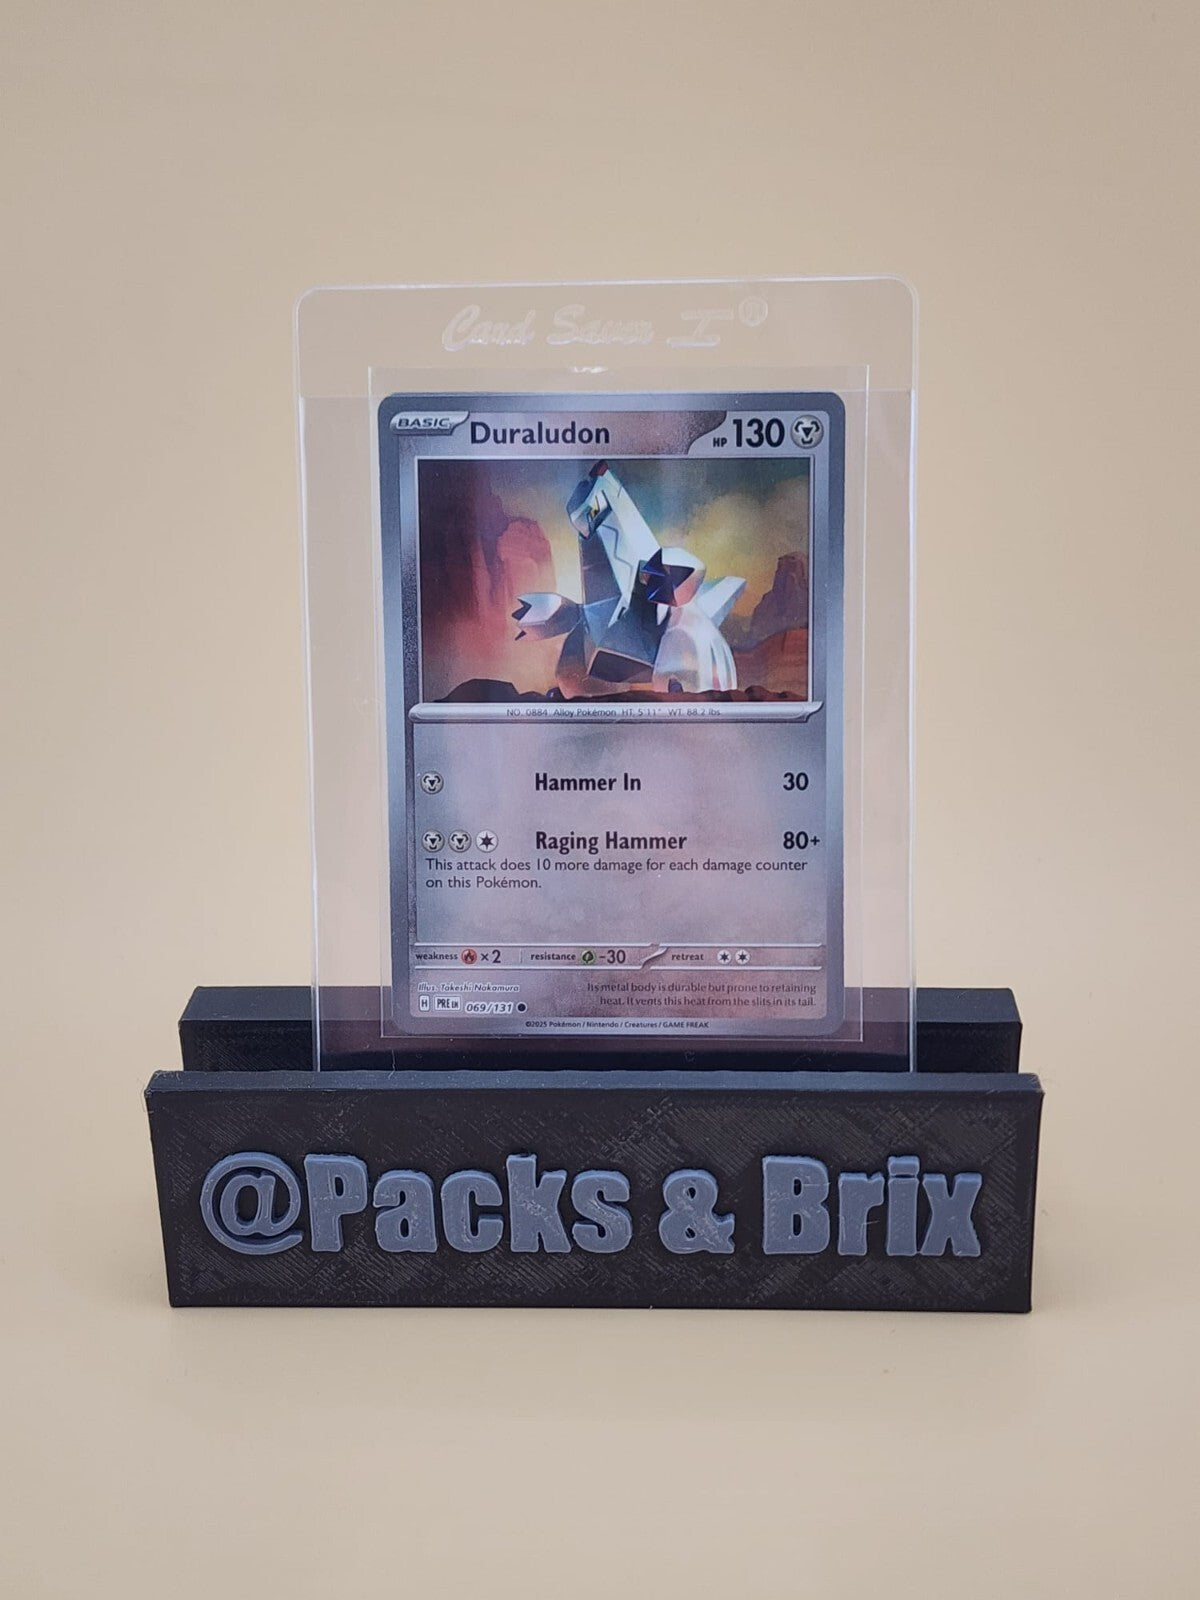 Card Saver I®
BASIC Duraludon HP 130
NO. 0884 Alloy Pokémon HT: 5'11" WT: 88.2 lbs.
Hammer In 30
Raging Hammer 80+
This attack does 10 more damage for each damage counter
on this Pokémon.
weakness ×2 resistance -30 retreat
Illus. Takeshi Nakamura
Its metal body is durable but prone to retaining
heat. It vents this heat from the slits in its tail.
H PRE EN 069/131
©2025 Pokémon / Nintendo / Creatures / GAME FREAK
@Packs & Brix